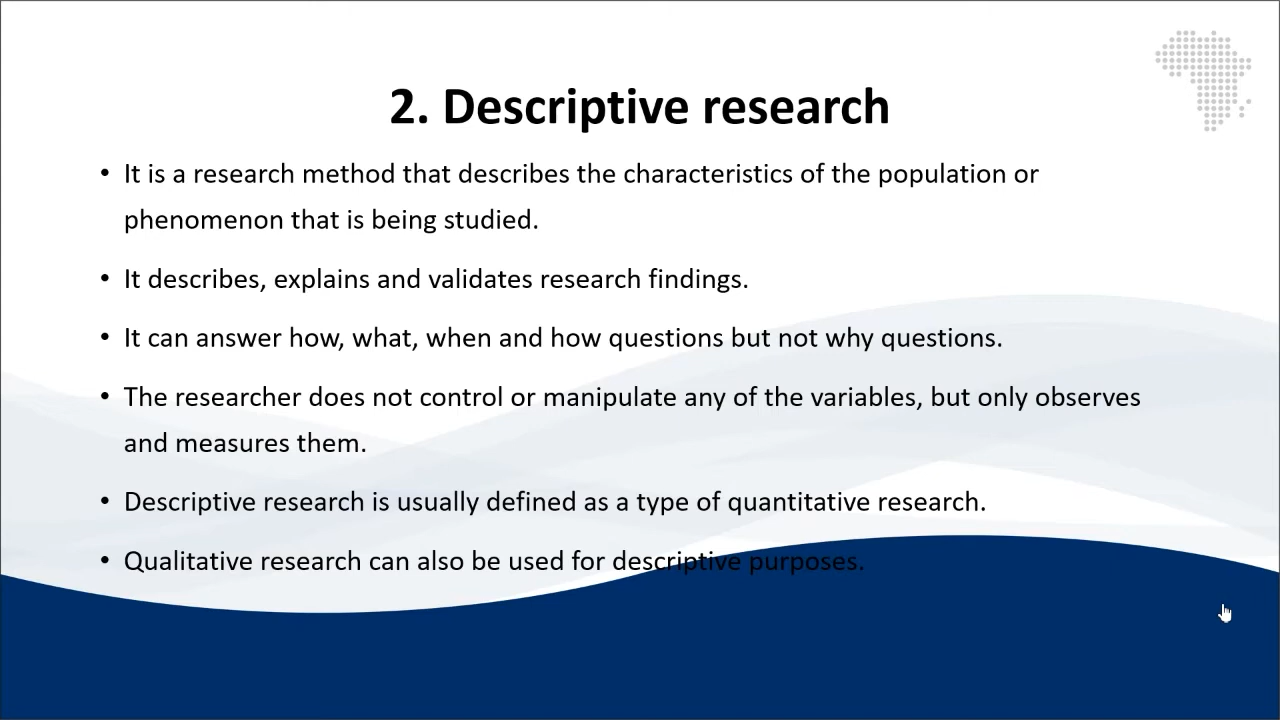 2. Descriptive research
• It is a research method that describes the characteristics of the population or
phenomenon that is being studied.
• It describes, explains and validates research findings.
• It can answer how, what, when and how questions but not why questions.
• The researcher does not control or manipulate any of the variables, but only observes
and measures them.
• Descriptive research is usually defined as a type of quantitative research.
• Qualitative research can also be used for descriptive purposes.